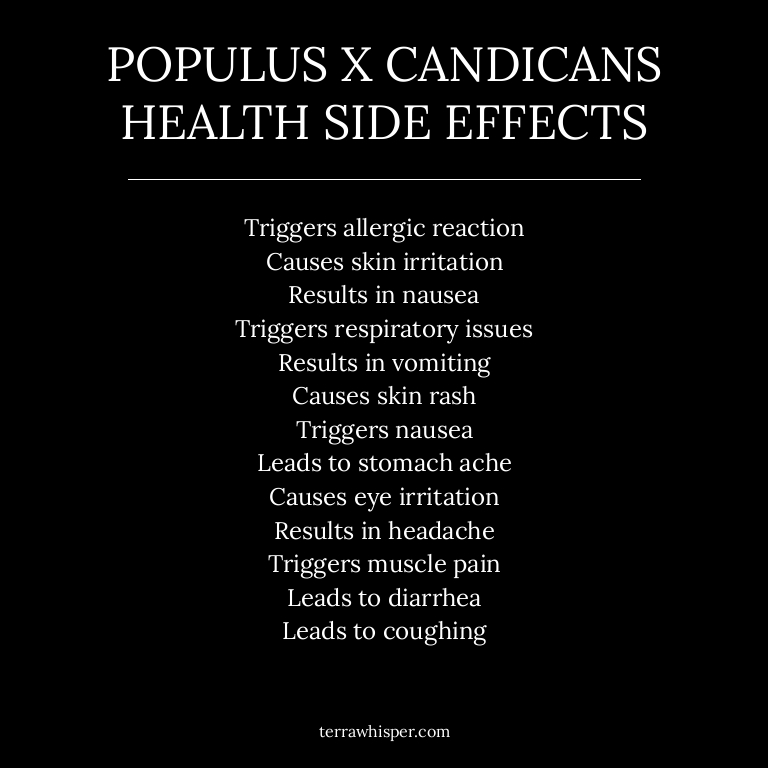 POPULUS X CANDICANS
HEALTH SIDE EFFECTS
Triggers allergic reaction
Causes skin irritation
Results in nausea
Triggers respiratory issues
Results in vomiting
Causes skin rash
Triggers nausea
Leads to stomach ache
Causes eye irritation
Results in headache
Triggers muscle pain
Leads to diarrhea
Leads to coughing
terrawhisper.com